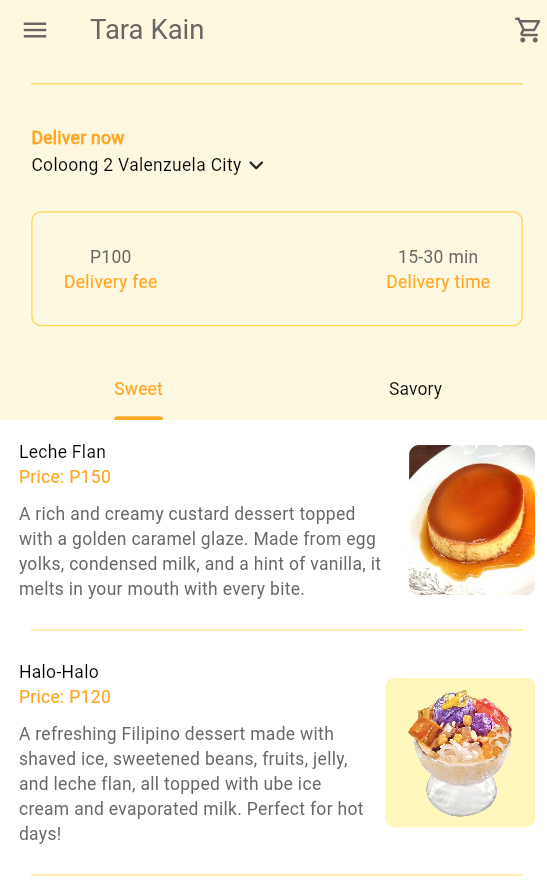 Tara Kain
Deliver now
Coloong 2 Valenzuela City
P100
15-30 min
Delivery fee
Delivery time
Sweet
Savory
Leche Flan
Price: P150
A rich and creamy custard dessert topped
with a golden caramel glaze. Made from egg
yolks, condensed milk, and a hint of vanilla, it
melts in your mouth with every bite.
Halo-Halo
Price: P120
A refreshing Filipino dessert made with
shaved ice, sweetened beans, fruits, jelly,
and leche flan, all topped with ube ice
cream and evaporated milk. Perfect for hot
days!